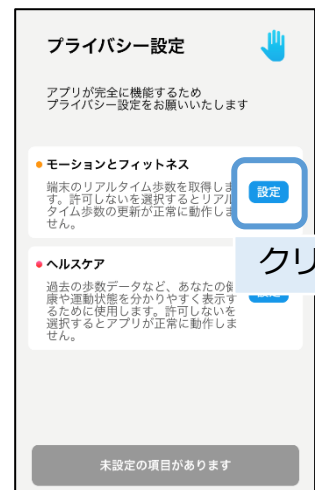 プライバシー設定
アプリが完全に機能するため
プライバシー設定をお願いいたします
モーションとフィットネス
端末のリアルタイム歩数を取得しま
す。許可しないを選択するとリアル
タイム歩数の更新が正常に動作しま
せん。
設定
クリ
ヘルスケア
過去の歩数データなど、あなたの健
康や運動状態を分かりやすく表示す
るために使用します。許可しないを
選択するとアプリが正常に動作しま
せん。
未設定の項目があります